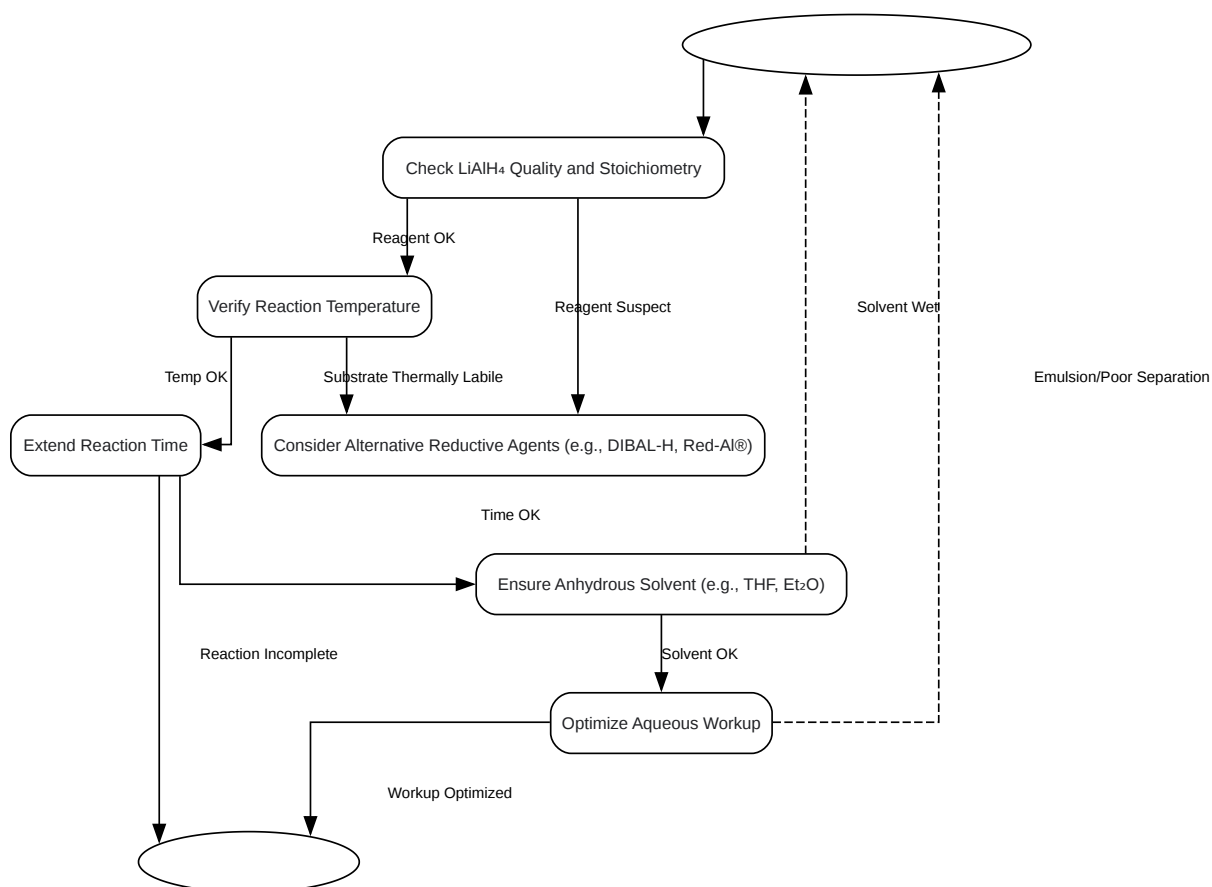 Check LiAlH₄ Quality and Stoichiometry
Reagent OK
Verify Reaction Temperature
Reagent Suspect
Solvent Wet
Temp OK
Substrate Thermally Labile
Emulsion/Poor Separation
Extend Reaction Time
Consider Alternative Reductive Agents (e.g., DIBAL-H, Red-Al®)
Time OK
Ensure Anhydrous Solvent (e.g., THF, Et₂O)
Reaction Incomplete
Solvent OK
Optimize Aqueous Workup
Workup Optimized